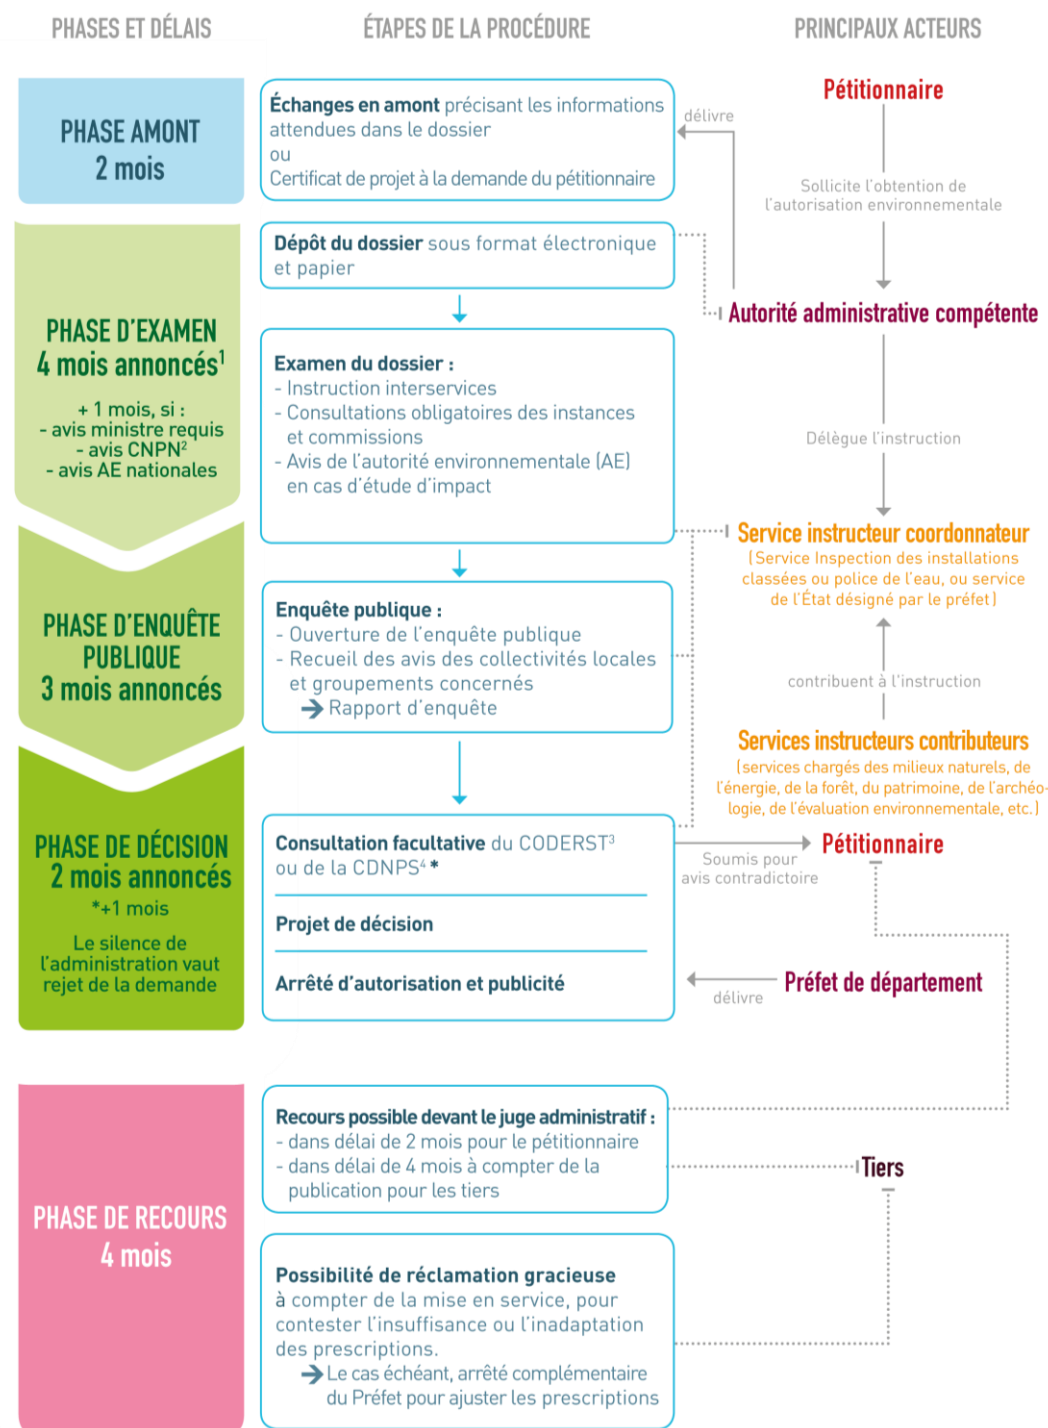 PHASES ET DÉLAIS
ÉTAPES DE LA PROCÉDURE
PRINCIPAUX ACTEURS
PHASE AMONT
2 mois
Échanges en amont précisant les informations
attendues dans le dossier
ou
Certificat de projet à la demande du pétitionnaire
délivre
Pétitionnaire
Sollicite l'obtention de
l'autorisation environnementale
Dépôt du dossier sous format électronique
et papier
Autorité administrative compétente
PHASE D'EXAMEN
4 mois annoncés¹
+ 1 mois, si :
- avis ministre requis
- avis CNPN²
- avis AE nationales
Examen du dossier :
- Instruction interservices
- Consultations obligatoires des instances
et commissions
- Avis de l'autorité environnementale (AE)
en cas d'étude d'impact
Délègue l'instruction
Service instructeur coordonnateur
(Service Inspection des installations
classées ou police de l'eau, ou service
de l'État désigné par le préfet)
PHASE D'ENQUÊTE
PUBLIQUE
3 mois annoncés
Enquête publique :
- Ouverture de l'enquête publique
- Recueil des avis des collectivités locales
et groupements concernés
➔ Rapport d'enquête
contribuent à l'instruction
Services instructeurs contributeurs
(services chargés des milieux naturels, de
l'énergie, de la forêt, du patrimoine, de l'archéo-
logie, de l'évaluation environnementale, etc.)
PHASE DE DÉCISION
2 mois annoncés
*+1 mois
Le silence de
l'administration vaut
rejet de la demande
Consultation facultative du CODERST³
ou de la CDNPS⁴ *
Projet de décision
Arrêté d'autorisation et publicité
Soumis pour
avis contradictoire
Pétitionnaire
délivre
Préfet de département
PHASE DE RECOURS
4 mois
Recours possible devant le juge administratif :
- dans délai de 2 mois pour le pétitionnaire
- dans délai de 4 mois à compter de la
publication pour les tiers
Tiers
Possibilité de réclamation gracieuse
à compter de la mise en service, pour
contester l'insuffisance ou l'inadaptation
des prescriptions.
➔ Le cas échéant, arrêté complémentaire
du Préfet pour ajuster les prescriptions